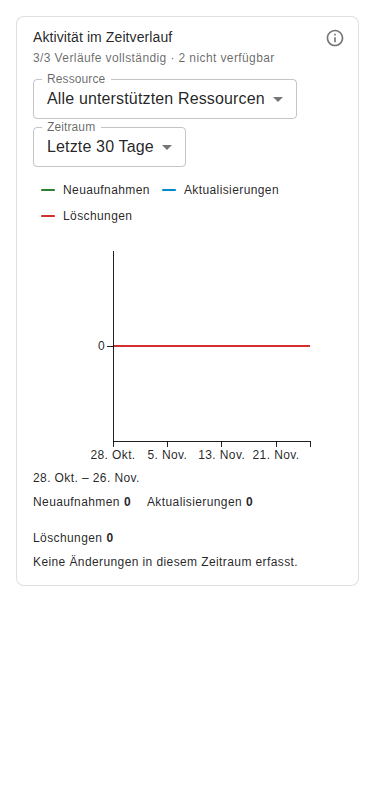 Aktivität im Zeitverlauf
3/3 Verläufe vollständig · 2 nicht verfügbar
Ressource
Alle unterstützten Ressourcen
Zeitraum
Letzte 30 Tage
Neuaufnahmen Aktualisierungen
Löschungen
0
28. Okt. 5. Nov. 13. Nov. 21. Nov.
28. Okt. – 26. Nov.
Neuaufnahmen 0 Aktualisierungen 0
Löschungen 0
Keine Änderungen in diesem Zeitraum erfasst.